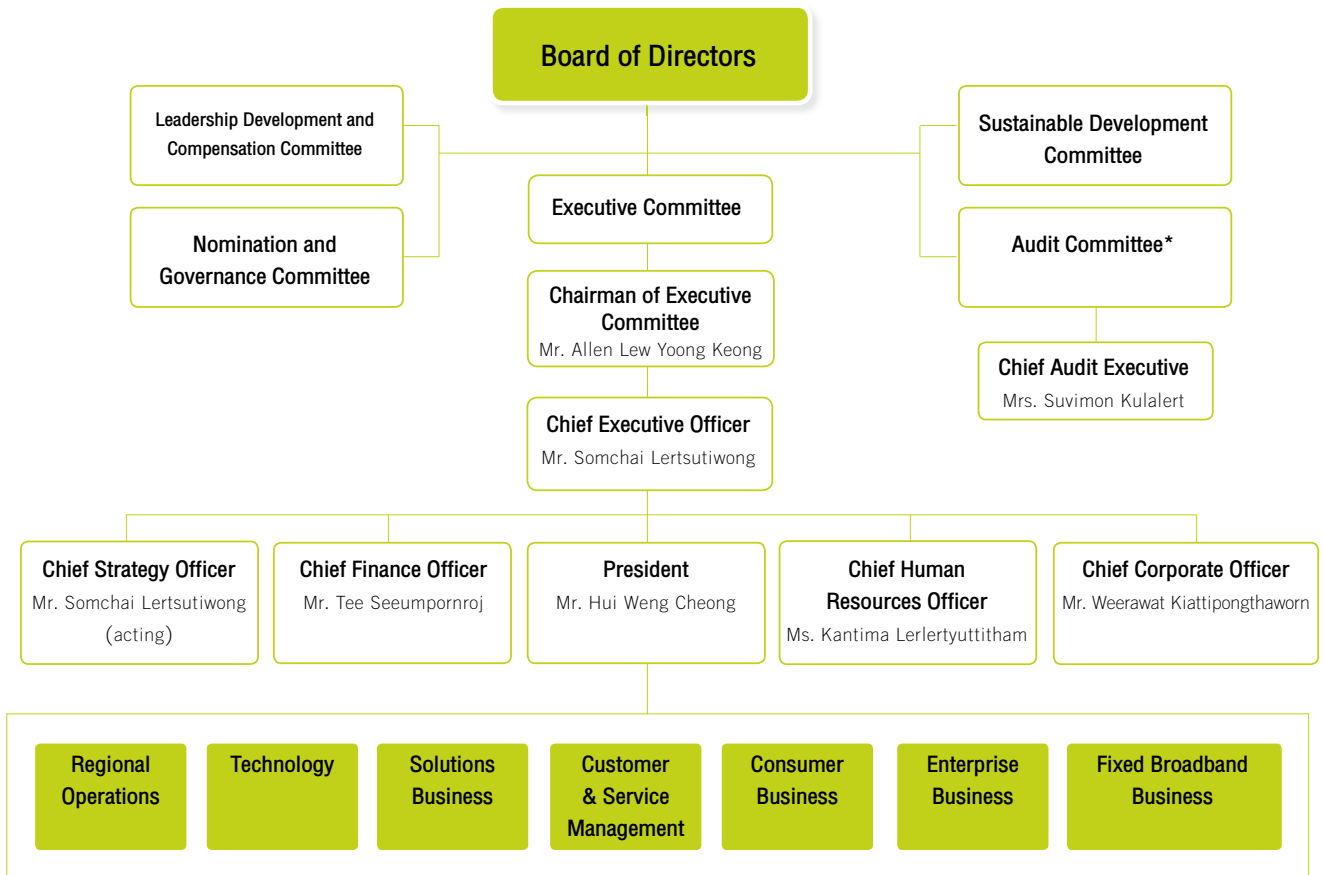 Board of Directors
Leadership Development and
Compensation Committee
Sustainable Development
Committee
Executive Committee
Nomination and
Governance Committee
Audit Committee*
Chairman of Executive
Committee
Mr. Allen Lew Yoong Keong
Chief Audit Executive
Mrs. Suvimon Kulalert
Chief Executive Officer
Mr. Somchai Lertsutiwong
Chief Strategy Officer
Mr. Somchai Lertsutiwong
(acting)
Chief Finance Officer
Mr. Tee Seeumpornroj
President
Mr. Hui Weng Cheong
Chief Human
Resources Officer
Ms. Kantima Lerlertyuttitham
Chief Corporate Officer
Mr. Weerawat Kiattipongthaworn
Regional
Operations
Technology
Solutions
Business
Customer
& Service
Management
Consumer
Business
Enterprise
Business
Fixed Broadband
Business